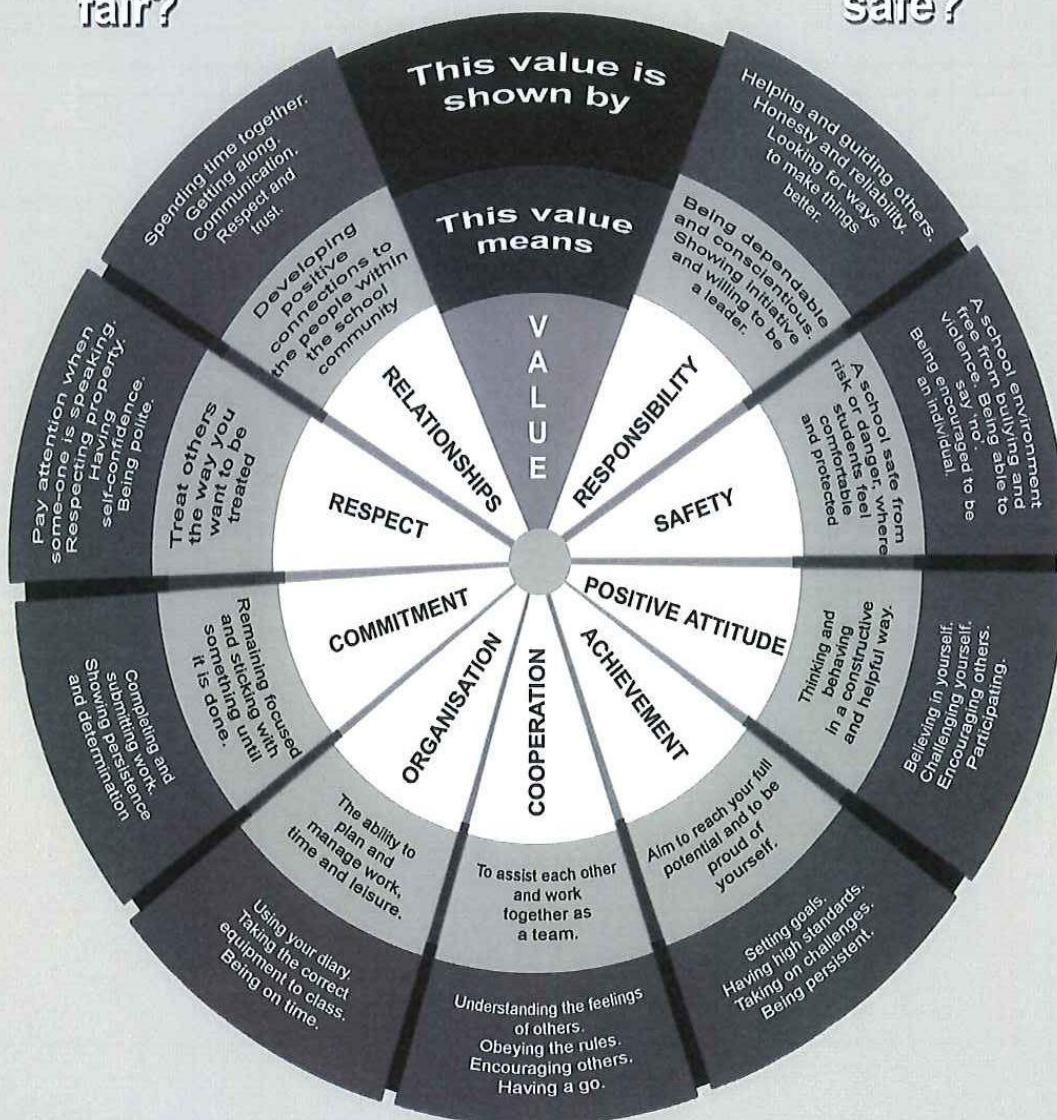 fair?
safe?
This value is
shown by
This value
means
VALUE
Helping and guiding others.
Honesty and reliability.
Looking for ways
to make things
better.
Being dependable
and conscientious.
Showing initiative
and willing to be
a leader.
RESPONSIBILITY
A school environment
free from bullying and
violence. Being able to
say 'no'.
Being encouraged to be
an individual.
A school safe from
risk or danger, where
students feel
comfortable
and protected
SAFETY
Believing in yourself.
Challenging yourself.
Encouraging others.
Participating.
Thinking and
behaving
in a constructive
and helpful way.
POSITIVE ATTITUDE
Setting goals.
Having high standards.
Taking on challenges.
Being persistent.
Aim to reach your full
potential and to be
proud of
yourself.
ACHIEVEMENT
Understanding the feelings
of others.
Obeying the rules.
Encouraging others.
Having a go.
To assist each other
and work
together as
a team.
COOPERATION
Using your diary.
Taking the correct
equipment to class.
Being on time.
The ability to
plan and
manage work,
time and leisure.
ORGANISATION
Completing and
submitting work.
Showing persistence
and determination
Remaining focused
and sticking with
something until
it is done.
COMMITMENT
Pay attention when
some-one is speaking.
Respecting property.
Having
self-confidence.
Being polite.
Treat others
the way you
want to be
treated
RESPECT
Spending time together.
Getting along.
Communication.
Respect and
trust.
Developing
positive
connections to
the people within
the school
community
RELATIONSHIPS